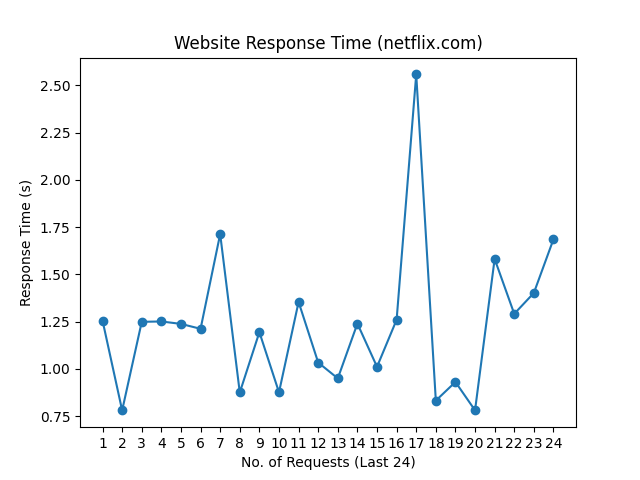 Website Response Time (netflix.com)
2.50
2.25
2.00
1.75
1.50
1.25
1.00
0.75
Response Time (s)
1 2 3 4 5 6 7 8 9 10 11 12 13 14 15 16 17 18 19 20 21 22 23 24
No. of Requests (Last 24)